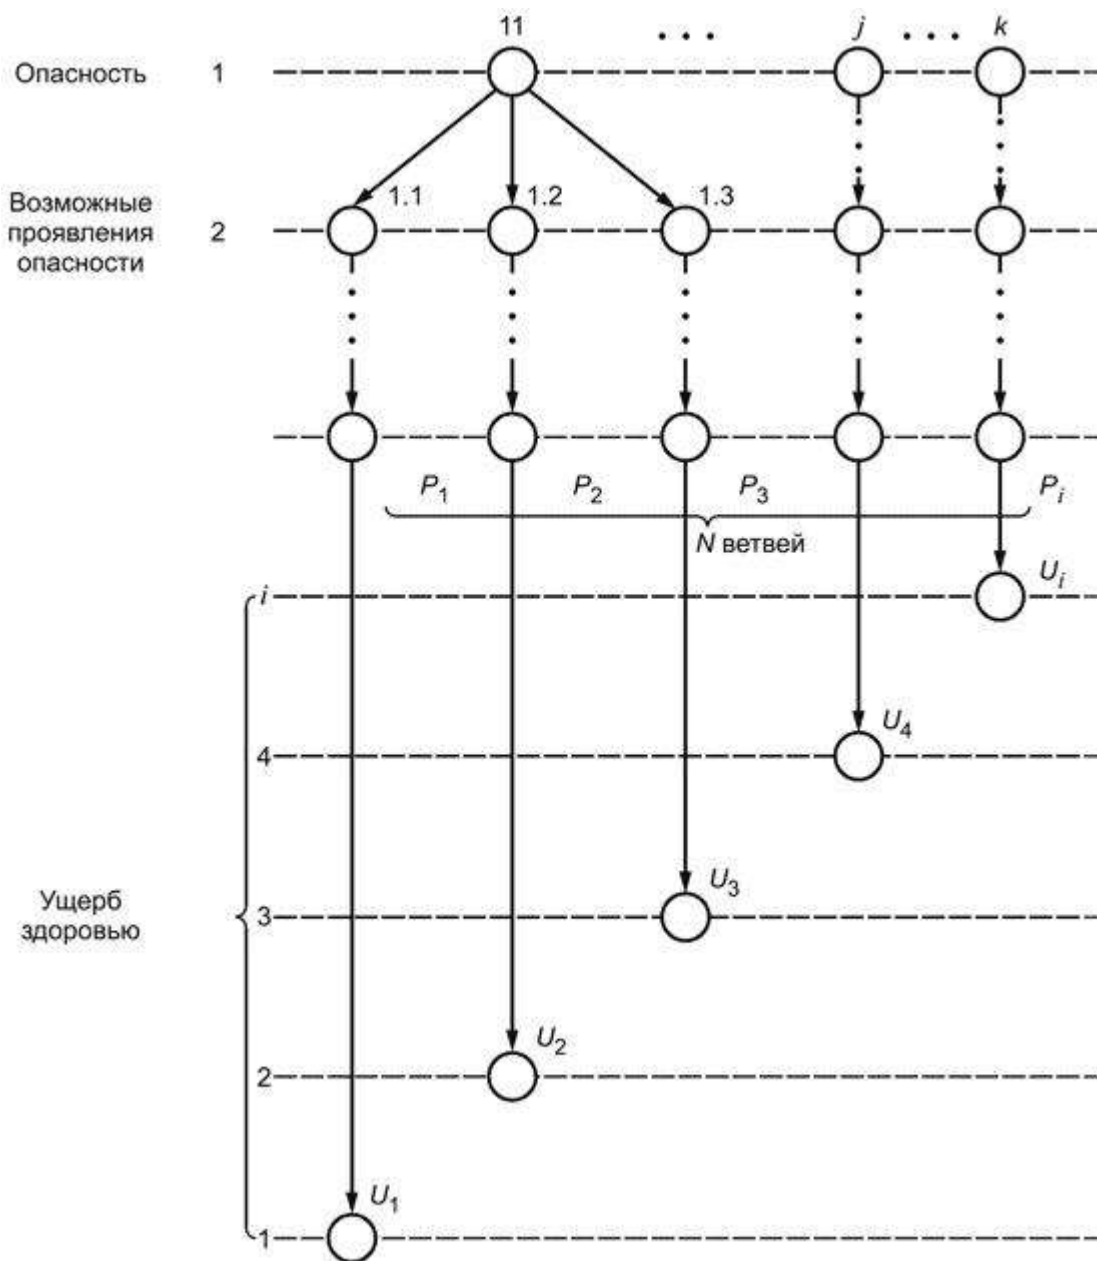 11 . . . j . . . k
Опасность 1
1.1 1.2 1.3
Возможные
проявления 2
опасности
P1 P2 P3 Pi
N ветвей
Ui
i
U4
4
U3
Ущерб
здоровью
3
U2
2
U1
1